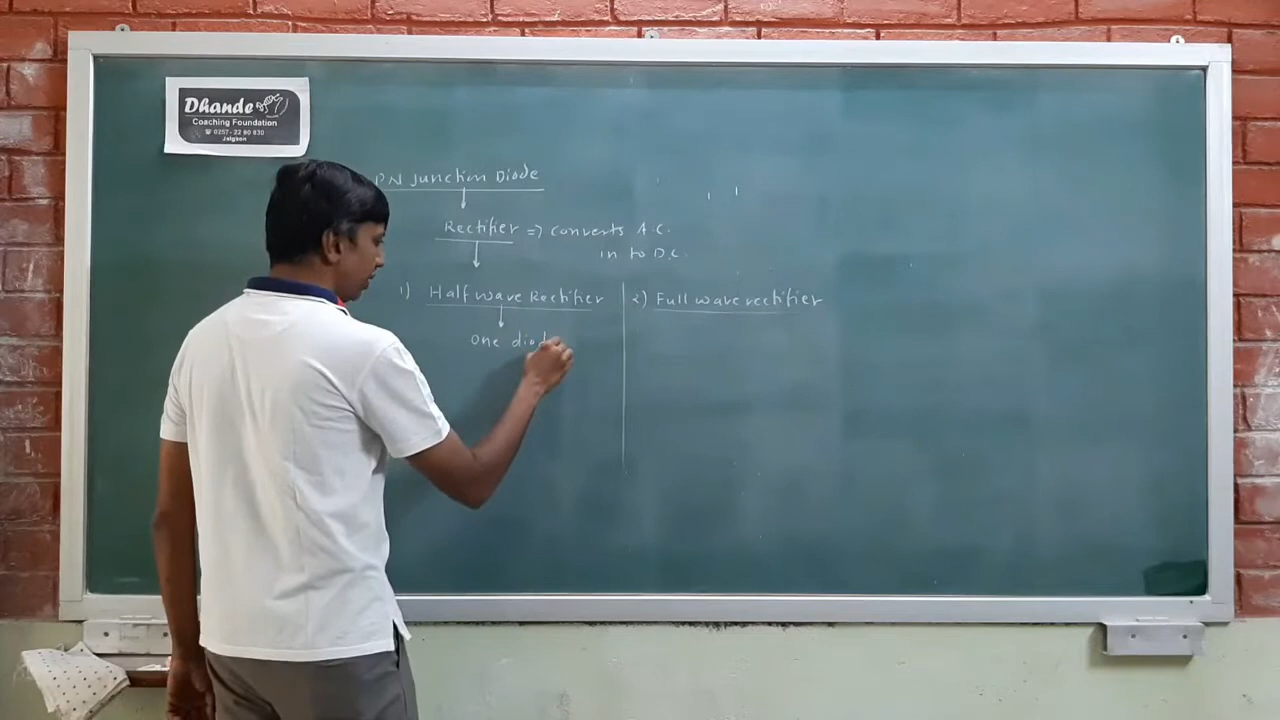 Dhande
Coaching Foundation
☎ 0257-22 80 830
Jalgaon
PN Junction Diode
Rectifier => Converts A.C.
in to D.C.
1) Half wave Rectifier
2) Full wave rectifier
One diod